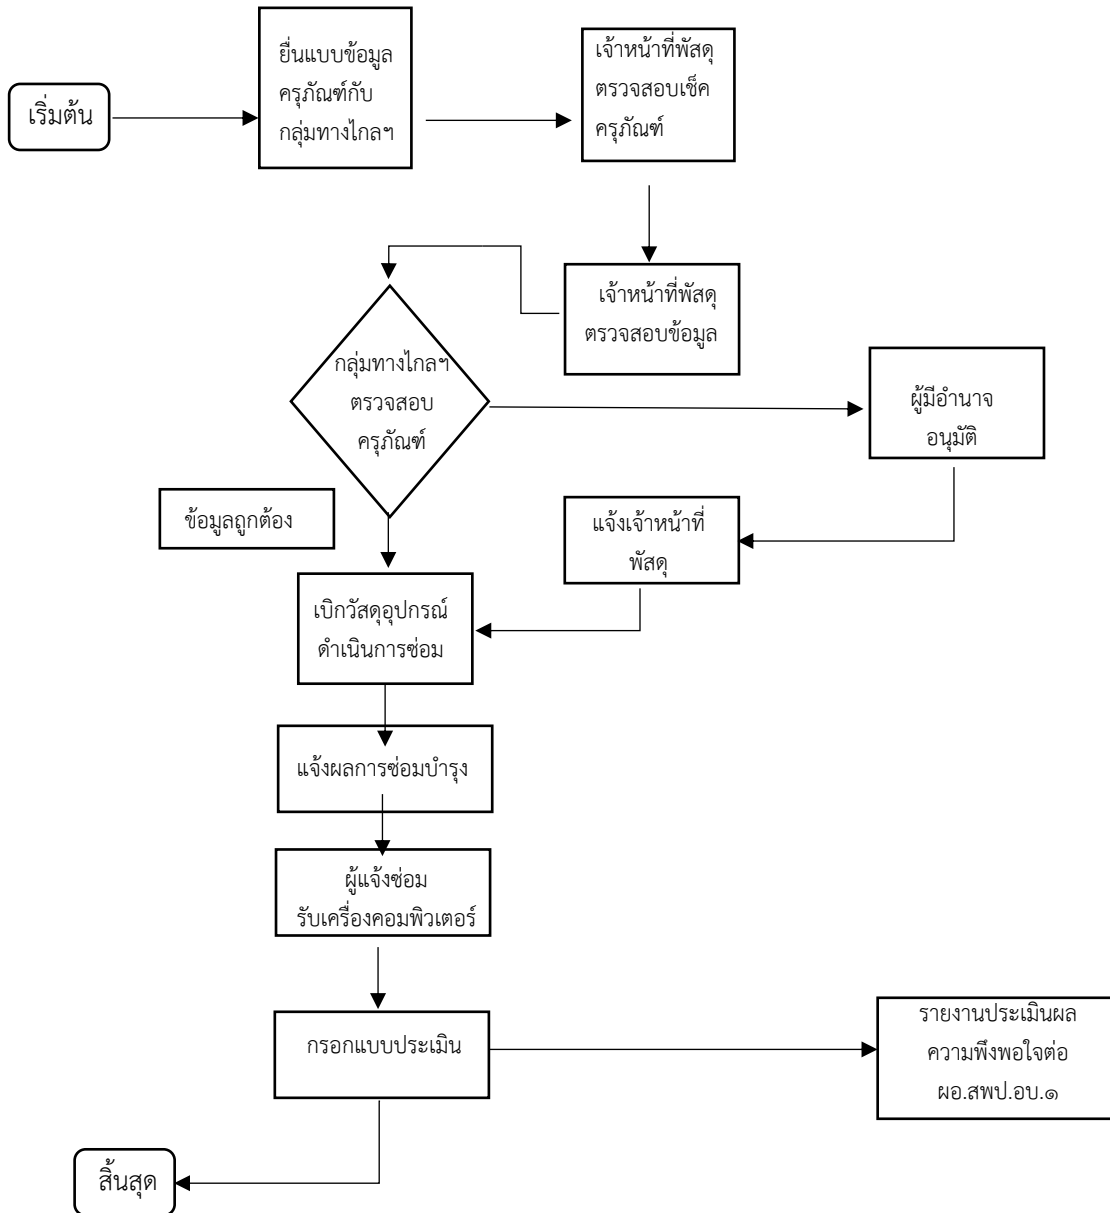 เริ่มต้น
ยื่นแบบข้อมูล
ครุภัณฑ์กับ
กลุ่มทางไกลฯ
เจ้าหน้าที่พัสดุ
ตรวจสอบเช็ค
ครุภัณฑ์
เจ้าหน้าที่พัสดุ
ตรวจสอบข้อมูล
กลุ่มทางไกลฯ
ตรวจสอบ
ครุภัณฑ์
ผู้มีอำนาจ
อนุมัติ
ข้อมูลถูกต้อง
แจ้งเจ้าหน้าที่
พัสดุ
เบิกวัสดุอุปกรณ์
ดำเนินการซ่อม
แจ้งผลการซ่อมบำรุง
ผู้แจ้งซ่อม
รับเครื่องคอมพิวเตอร์
กรอกแบบประเมิน
รายงานประเมินผล
ความพึงพอใจต่อ
ผอ.สพป.อบ.๑
สิ้นสุด